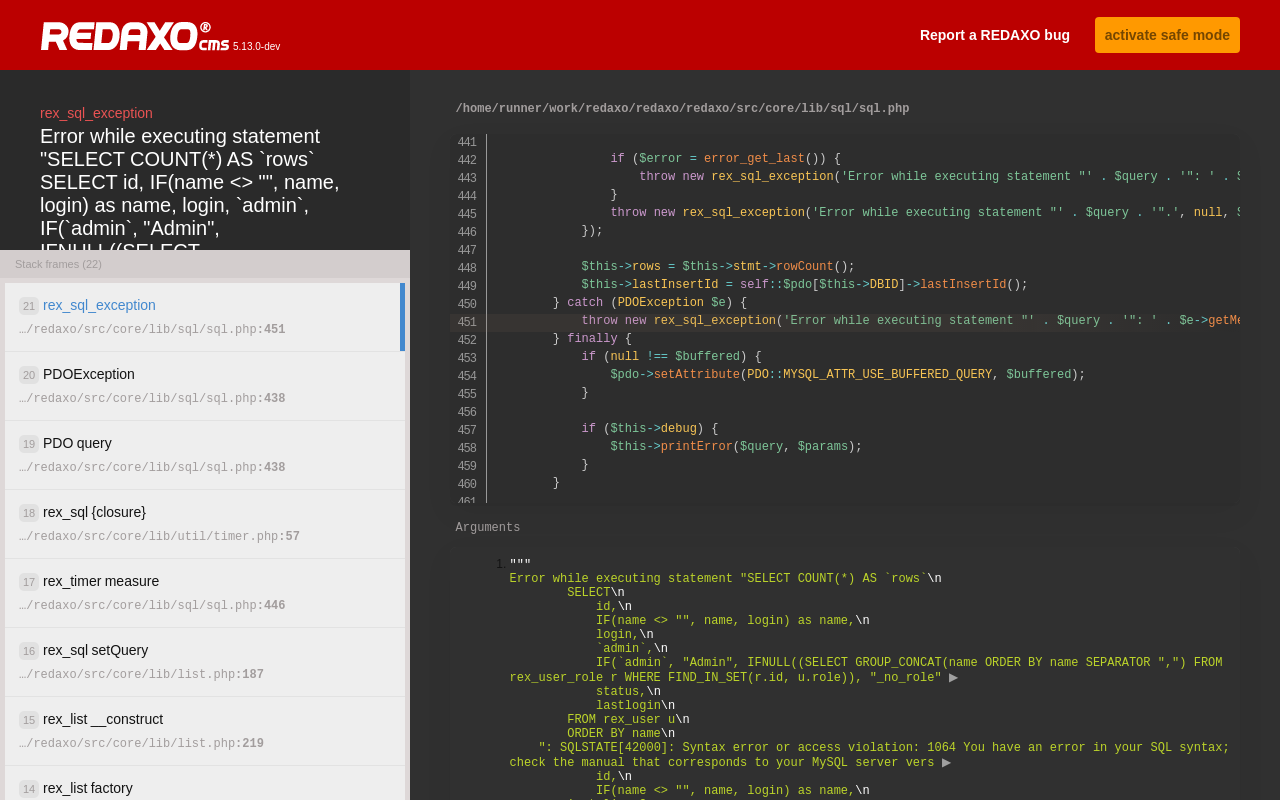 REDAXO® cms 5.13.0-dev
Report a REDAXO bug
activate safe mode
rex_sql_exception
Error while executing statement
"SELECT COUNT(*) AS `rows`
SELECT id, IF(name <> "", name,
login) as name, login, `admin`,
IF(`admin`, "Admin",
IFNULL((SELECT
Stack frames (22)
21 rex_sql_exception
…/redaxo/src/core/lib/sql/sql.php:451
20 PDOException
…/redaxo/src/core/lib/sql/sql.php:438
19 PDO query
…/redaxo/src/core/lib/sql/sql.php:438
18 rex_sql {closure}
…/redaxo/src/core/lib/util/timer.php:57
17 rex_timer measure
…/redaxo/src/core/lib/sql/sql.php:446
16 rex_sql setQuery
…/redaxo/src/core/lib/list.php:187
15 rex_list __construct
…/redaxo/src/core/lib/list.php:219
14 rex_list factory
/home/runner/work/redaxo/redaxo/redaxo/src/core/lib/sql/sql.php
441
442 if ($error = error_get_last()) {
443 throw new rex_sql_exception('Error while executing statement "' . $query . '": ' . $
444 }
445 throw new rex_sql_exception('Error while executing statement "' . $query . '".', null, $
446 });
447
448 $this->rows = $this->stmt->rowCount();
449 $this->lastInsertId = self::$pdo[$this->DBID]->lastInsertId();
450 } catch (PDOException $e) {
451 throw new rex_sql_exception('Error while executing statement "' . $query . '": ' . $e->getMe
452 } finally {
453 if (null !== $buffered) {
454 $pdo->setAttribute(PDO::MYSQL_ATTR_USE_BUFFERED_QUERY, $buffered);
455 }
456
457 if ($this->debug) {
458 $this->printError($query, $params);
459 }
460 }
461
Arguments
1. """
Error while executing statement "SELECT COUNT(*) AS `rows`\n
SELECT\n
id,\n
IF(name <> "", name, login) as name,\n
login,\n
`admin`,\n
IF(`admin`, "Admin", IFNULL((SELECT GROUP_CONCAT(name ORDER BY name SEPARATOR ",") FROM
rex_user_role r WHERE FIND_IN_SET(r.id, u.role)), "_no_role" ▶
status,\n
lastlogin\n
FROM rex_user u\n
ORDER BY name\n
": SQLSTATE[42000]: Syntax error or access violation: 1064 You have an error in your SQL syntax;
check the manual that corresponds to your MySQL server vers ▶
id,\n
IF(name <> "", name, login) as name,\n